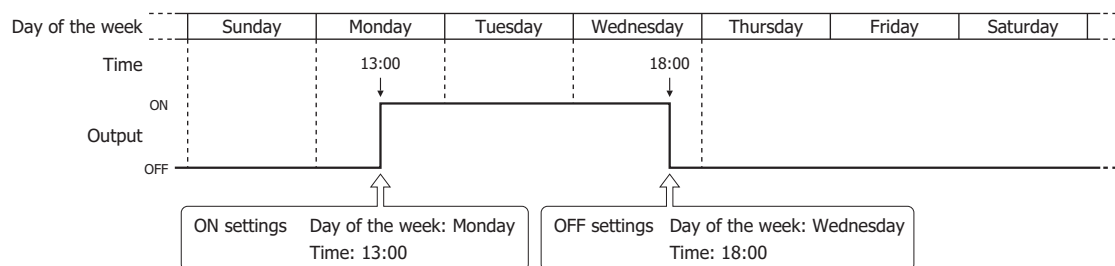 Day of the week Sunday Monday Tuesday Wednesday Thursday Friday Saturday
Time 13:00 18:00
ON
Output
OFF
ON settings Day of the week: Monday
Time: 13:00
OFF settings Day of the week: Wednesday
Time: 18:00